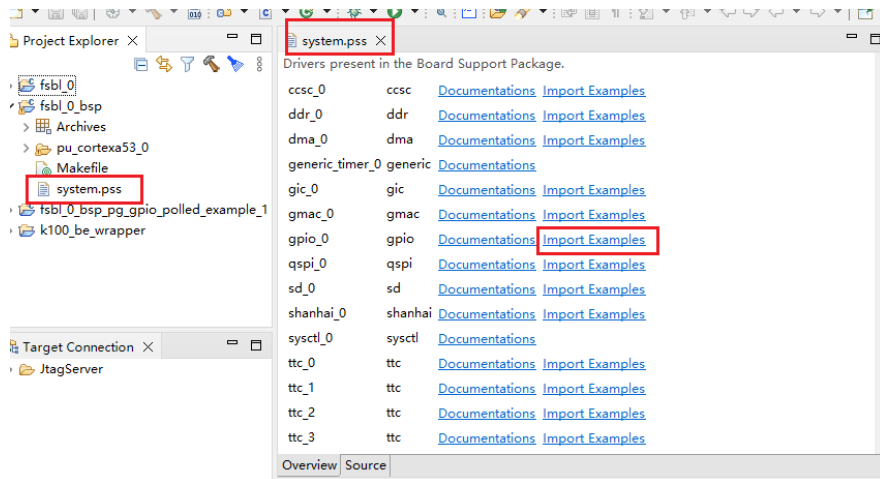 Project Explorer
fsbl_0
fsbl_0_bsp
Archives
pu_cortexa53_0
Makefile
system.pss
fsbl_0_bsp_pg_gpio_polled_example_1
k100_be_wrapper
Target Connection
JtagServer
system.pss
Drivers present in the Board Support Package.
ccsc_0 ccsc Documentations Import Examples
ddr_0 ddr Documentations Import Examples
dma_0 dma Documentations Import Examples
generic_timer_0 generic Documentations
gic_0 gic Documentations Import Examples
gmac_0 gmac Documentations Import Examples
gpio_0 gpio Documentations Import Examples
qspi_0 qspi Documentations Import Examples
sd_0 sd Documentations Import Examples
shanhai_0 shanhai Documentations Import Examples
sysctl_0 sysctl Documentations
ttc_0 ttc Documentations Import Examples
ttc_1 ttc Documentations Import Examples
ttc_2 ttc Documentations Import Examples
ttc_3 ttc Documentations Import Examples
Overview Source